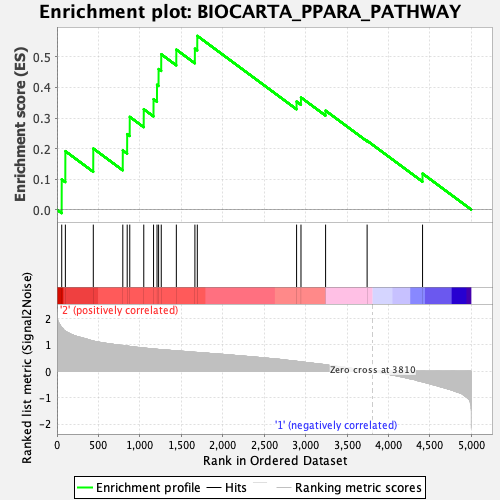 Enrichment plot: BIOCARTA_PPARA_PATHWAY
Enrichment score (ES)
0.5
0.4
0.3
0.2
0.1
0.0
'2' (positively correlated)
Ranked list metric (Signal2Noise)
2
1
0
-1
-2
Zero cross at 3810
'1' (negatively correlated)
0 500 1,000 1,500 2,000 2,500 3,000 3,500 4,000 4,500 5,000
Rank in Ordered Dataset
Enrichment profile Hits Ranking metric scores